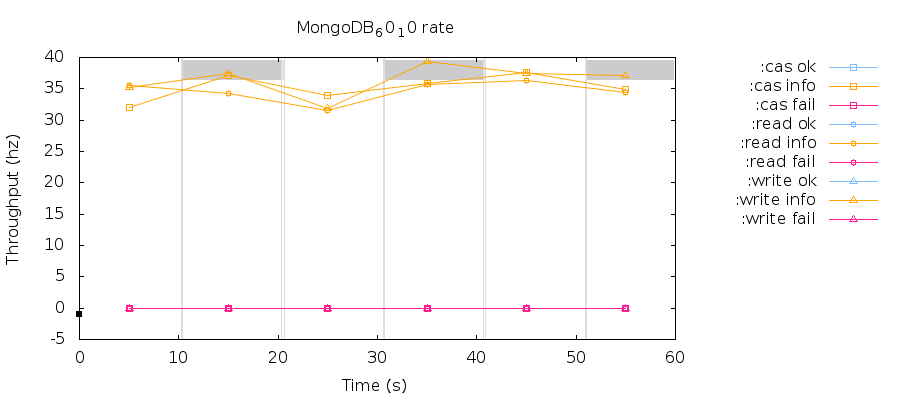 MongoDB₆0₁0 rate
Throughput (hz)
40
35
30
25
20
15
10
5
0
-5
0 10 20 30 40 50 60
Time (s)
:cas ok
:cas info
:cas fail
:read ok
:read info
:read fail
:write ok
:write info
:write fail